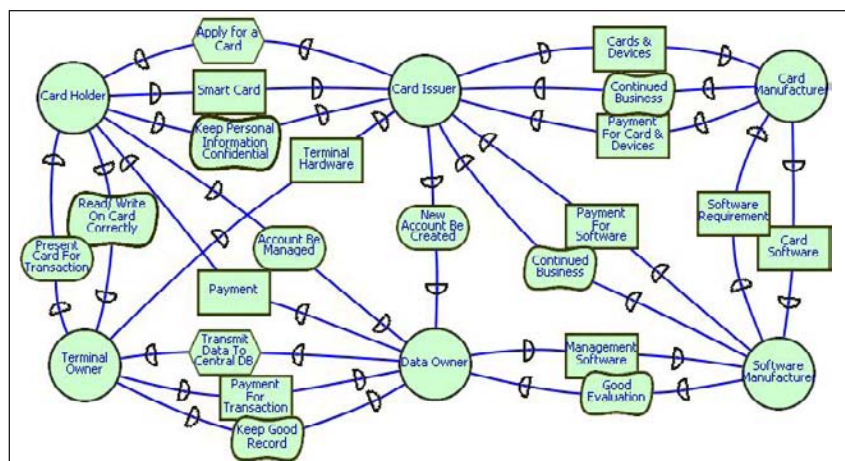 Apply for a
Card
Cards &
Devices
Card Holder
Smart Card
Card Issuer
Continued
Business
Card
Manufacturer
Keep Personal
Information
Confidential
Terminal
Hardware
Payment
For Card &
Devices
Read/ Write
On Card
Correctly
New
Account Be
Created
Payment
For
Software
Software
Requirement
Present
Card For
Transaction
Account Be
Managed
Continued
Business
Card
Software
Payment
Terminal
Owner
Transmit
Data To
Central DB
Data Owner
Management
Software
Software
Manufacturer
Payment
For
Transaction
Good
Evaluation
Keep Good
Record